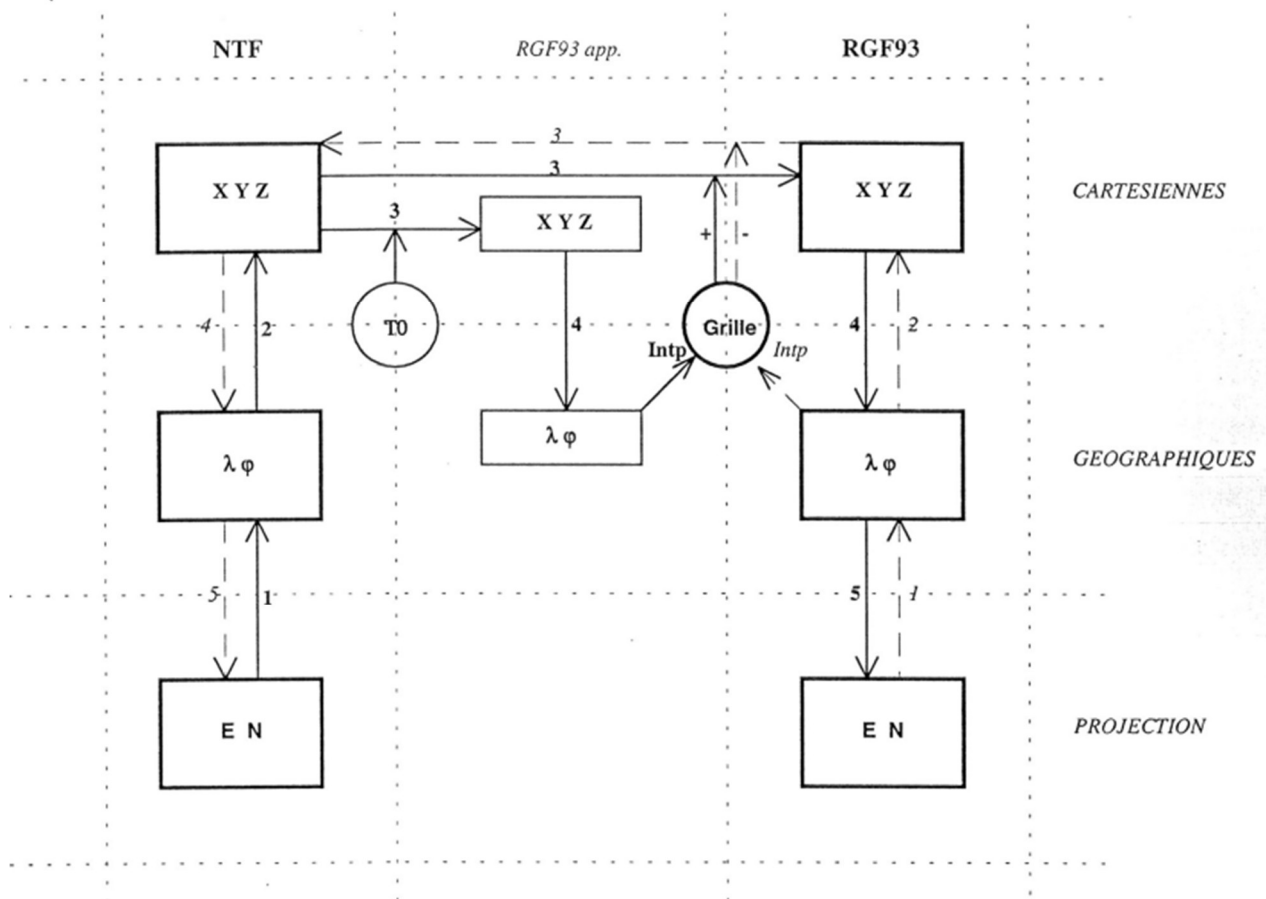 NTF
RGF93 app.
RGF93
3
X Y Z
3
X Y Z
CARTESIENNES
3
X Y Z
+
-
4
2
T0
4
Grille
4
2
Intp
Intp
λ φ
λ φ
λ φ
GEOGRAPHIQUES
5
1
5
1
E N
E N
PROJECTION